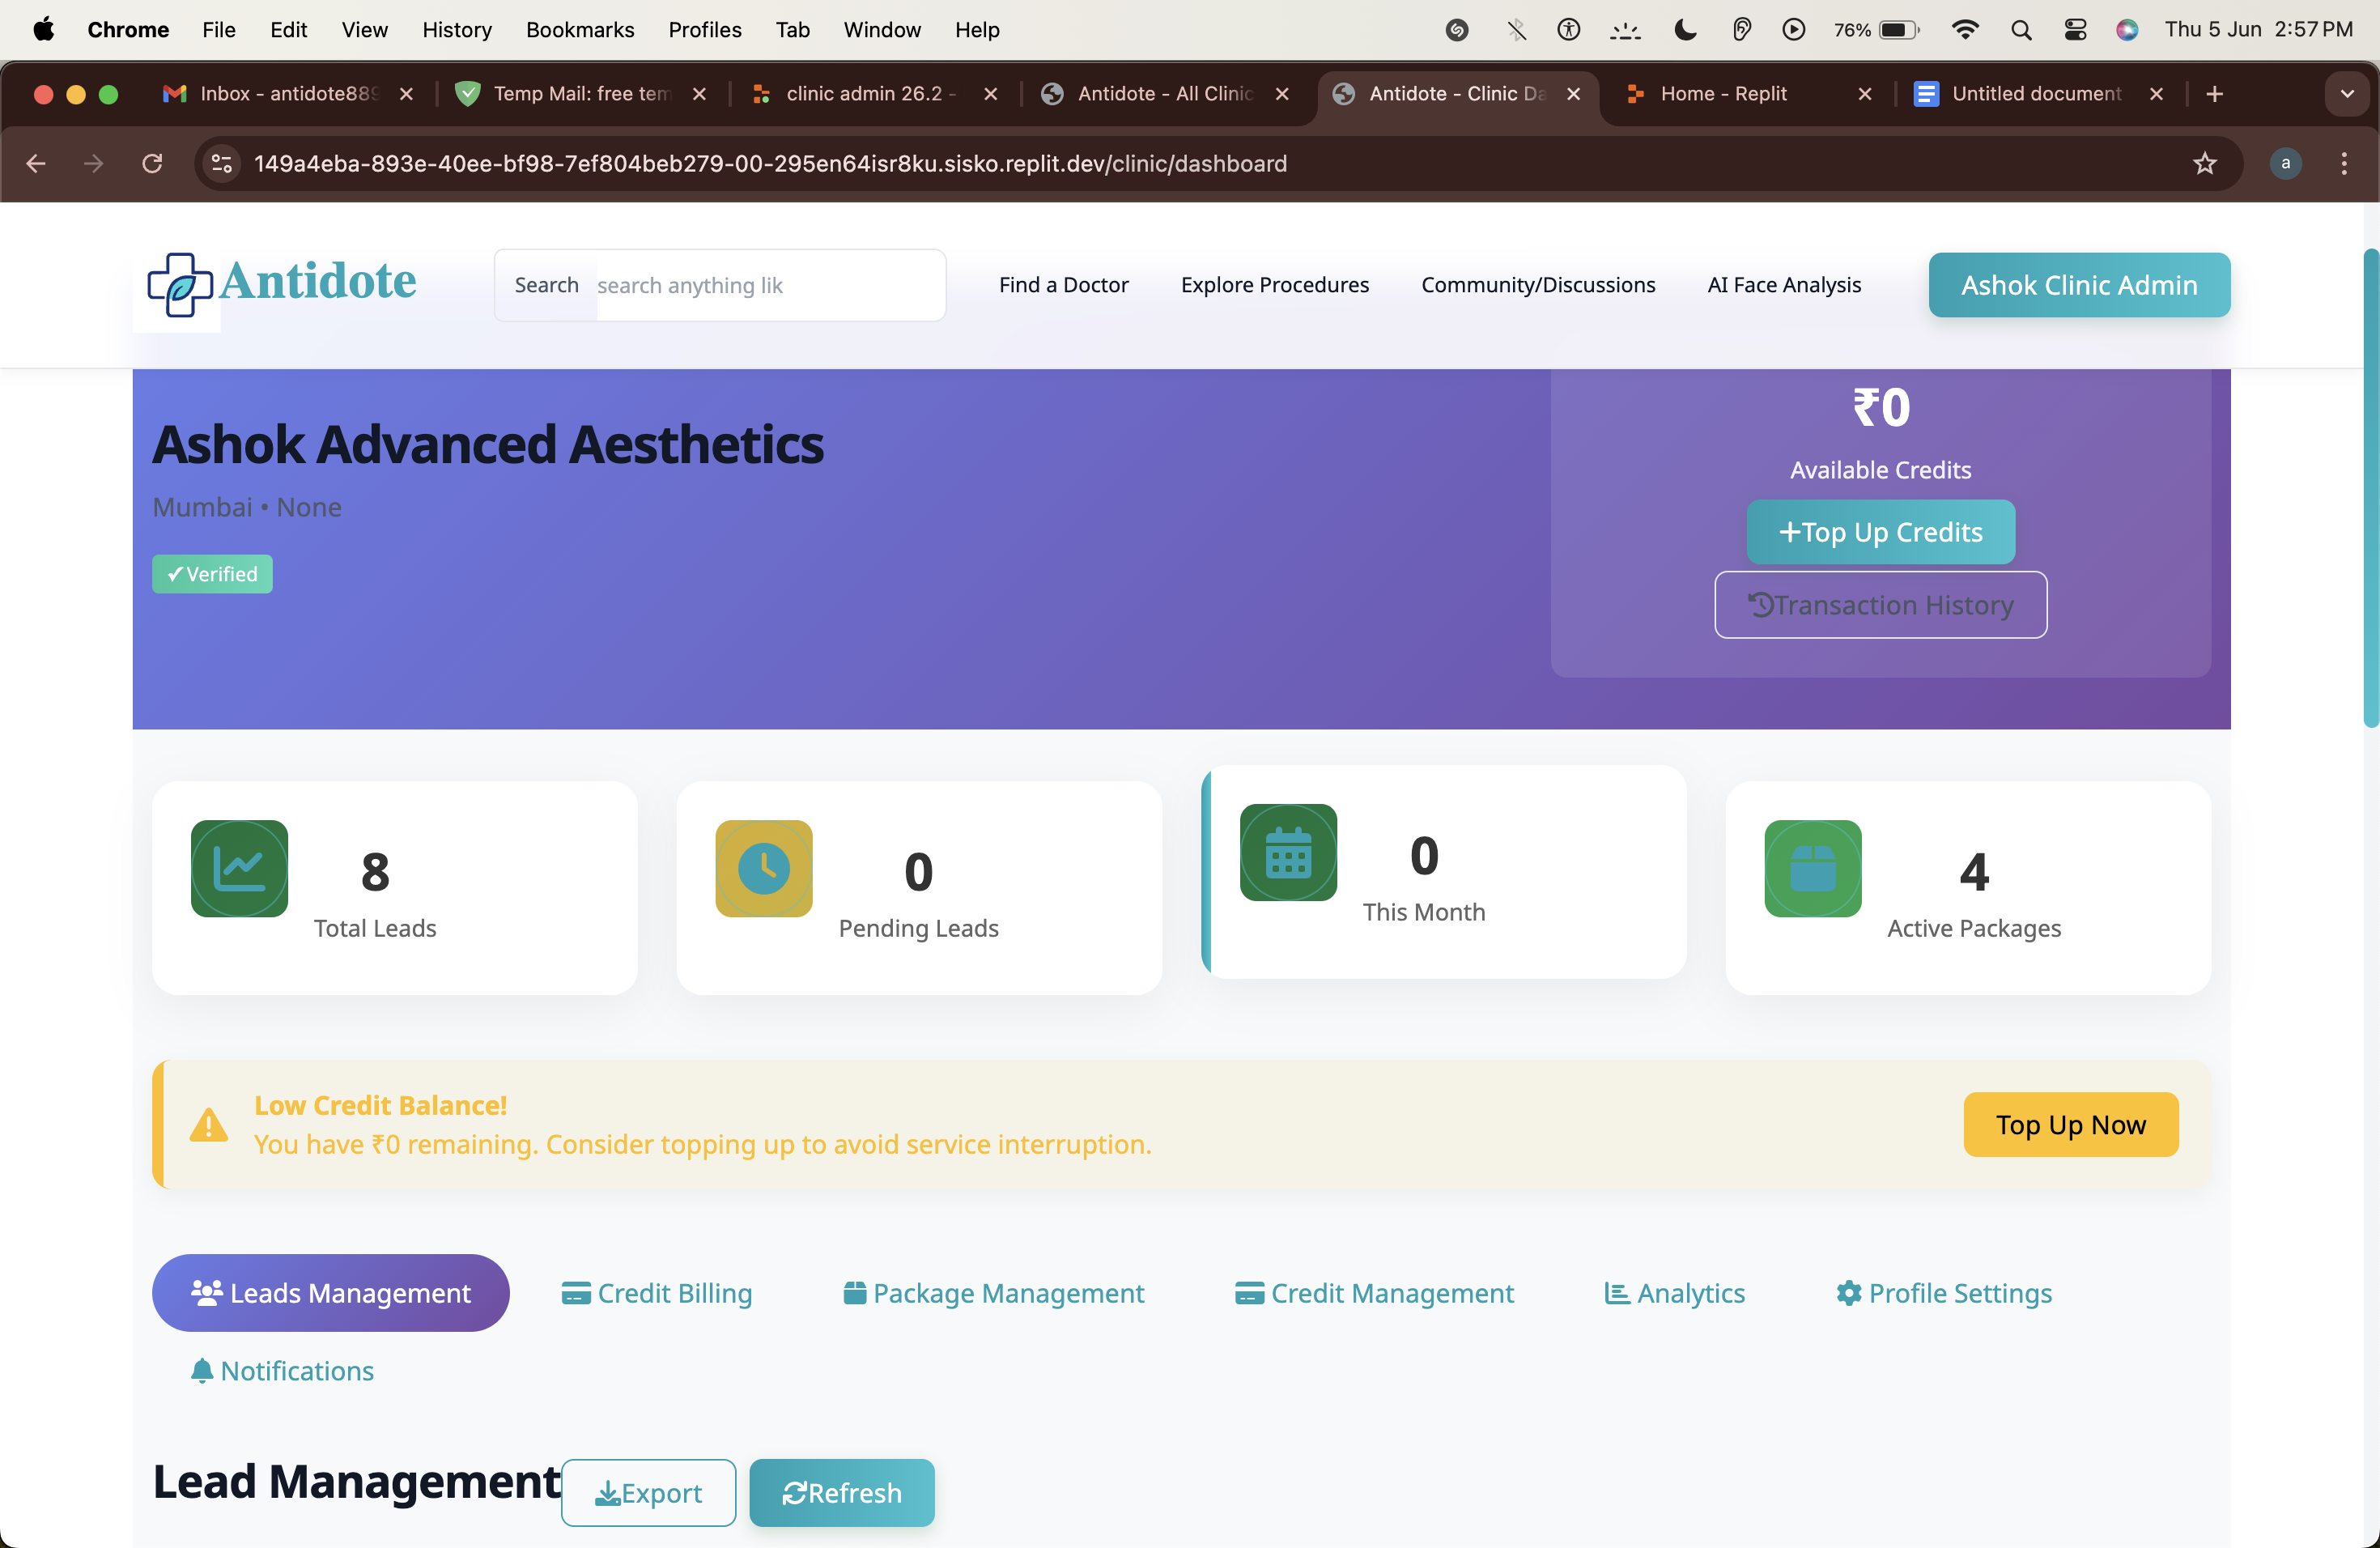 Chrome File Edit View History Bookmarks Profiles Tab Window Help 76% Thu 5 Jun 2:57 PM
Inbox - antidote889 Temp Mail: free tem clinic admin 26.2 - Antidote - All Clinic Antidote - Clinic Da Home - Replit Untitled document
149a4eba-893e-40ee-bf98-7ef804beb279-00-295en64isr8ku.sisko.replit.dev/clinic/dashboard a
Antidote Search search anything lik Find a Doctor Explore Procedures Community/Discussions AI Face Analysis Ashok Clinic Admin
₹0
Ashok Advanced Aesthetics
Available Credits
Mumbai • None
Top Up Credits
Verified
Transaction History
8
Total Leads
0
Pending Leads
0
This Month
4
Active Packages
Low Credit Balance!
You have ₹0 remaining. Consider topping up to avoid service interruption.
Top Up Now
Leads Management Credit Billing Package Management Credit Management Analytics Profile Settings
Notifications
Lead Management Export Refresh